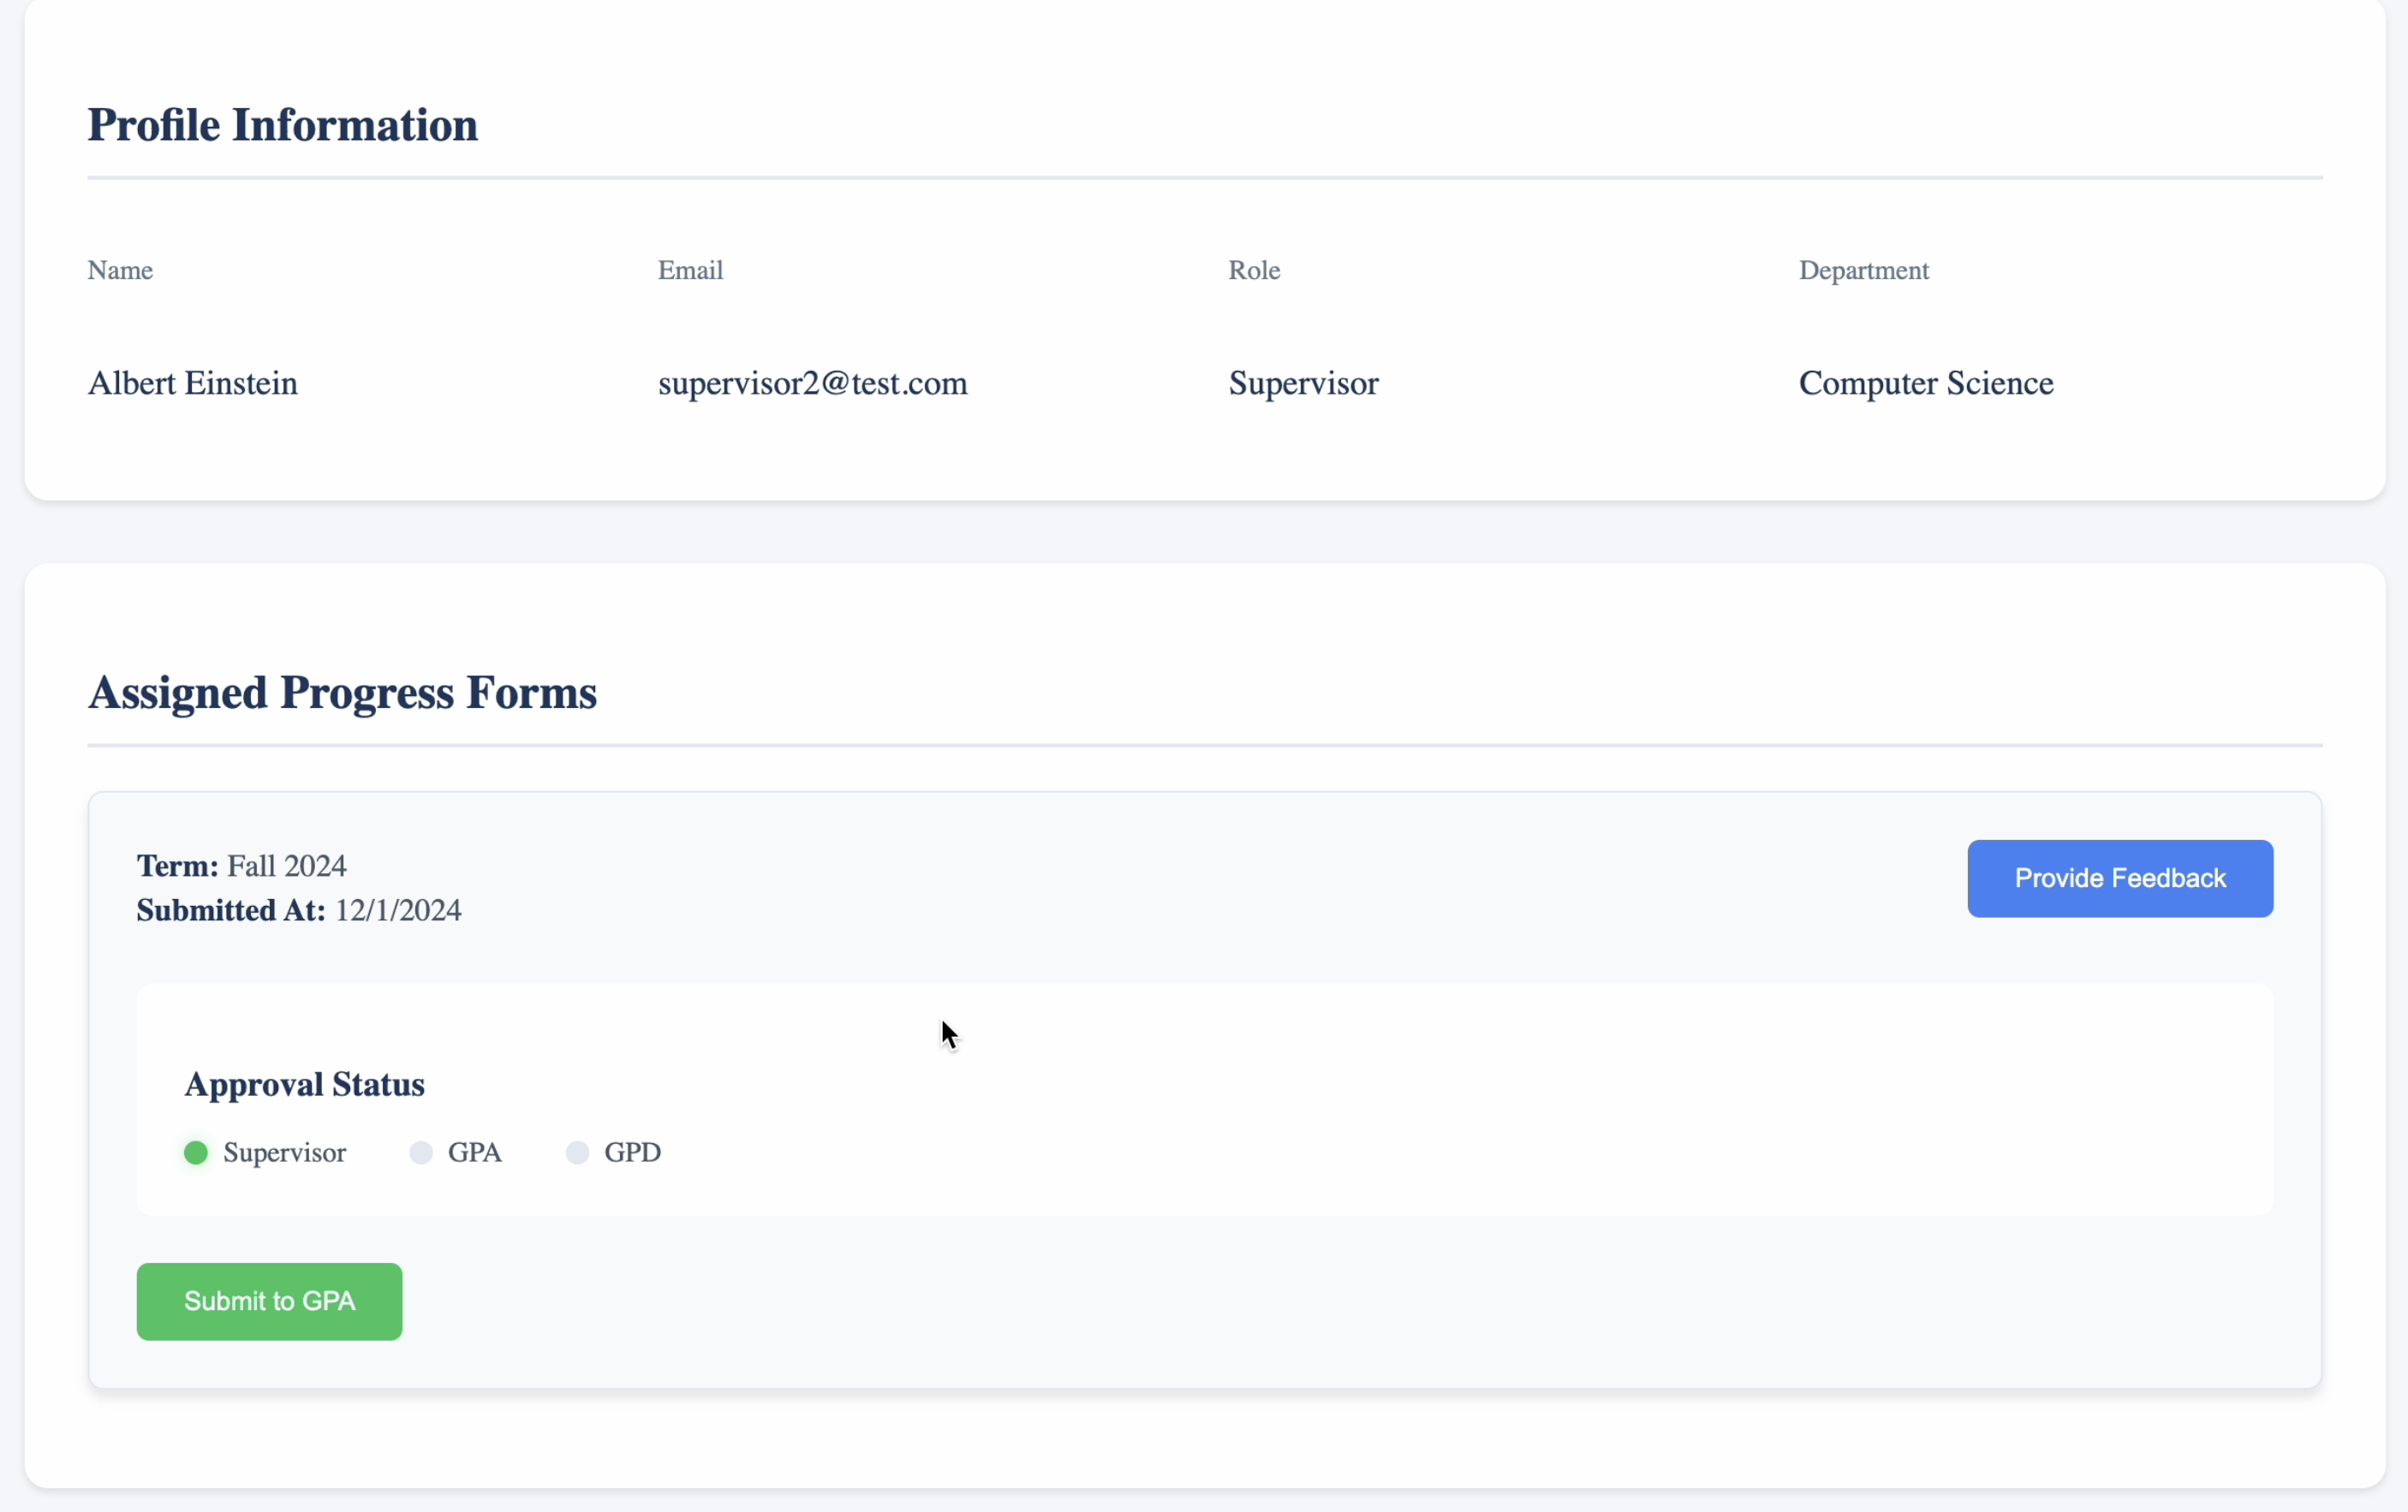 Profile Information
Name Email Role Department
Albert Einstein supervisor2@test.com Supervisor Computer Science
Assigned Progress Forms
Term: Fall 2024
Submitted At: 12/1/2024
Provide Feedback
Approval Status
Supervisor GPA GPD
Submit to GPA